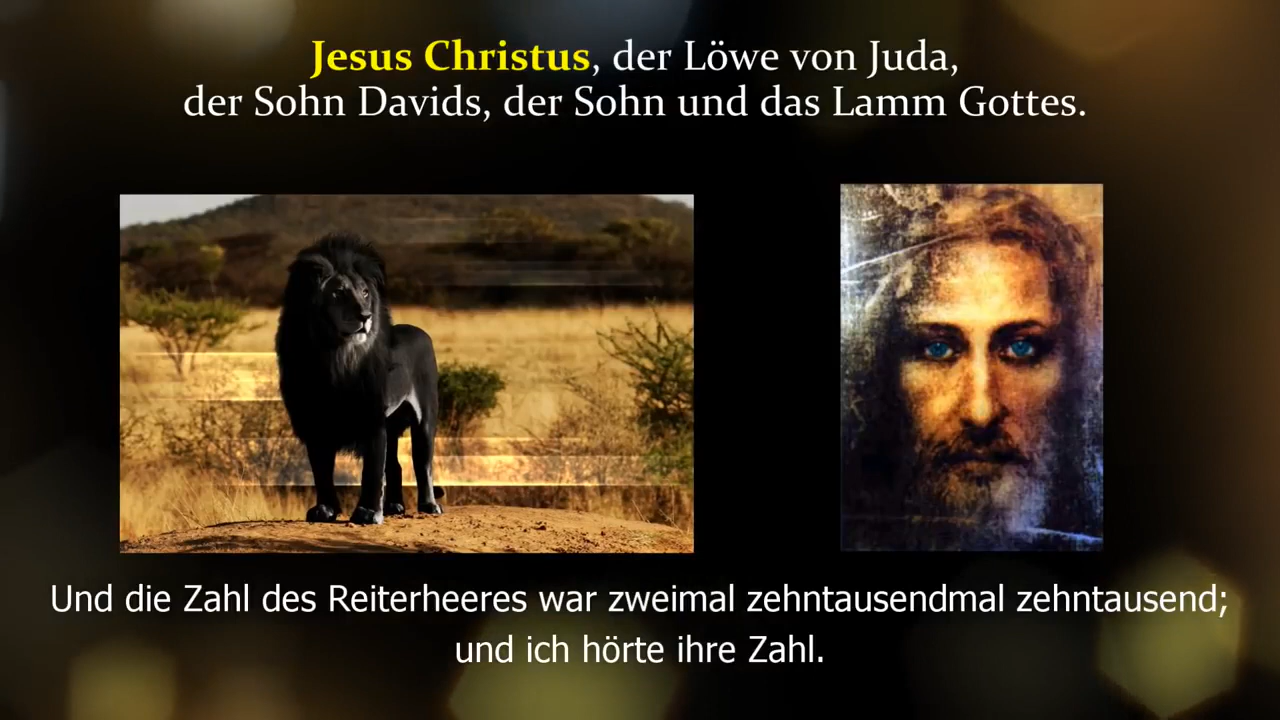 Jesus Christus, der Löwe von Juda,
der Sohn Davids, der Sohn und das Lamm Gottes.
Und die Zahl des Reiterheeres war zweimal zehntausendmal zehntausend;
und ich hörte ihre Zahl.